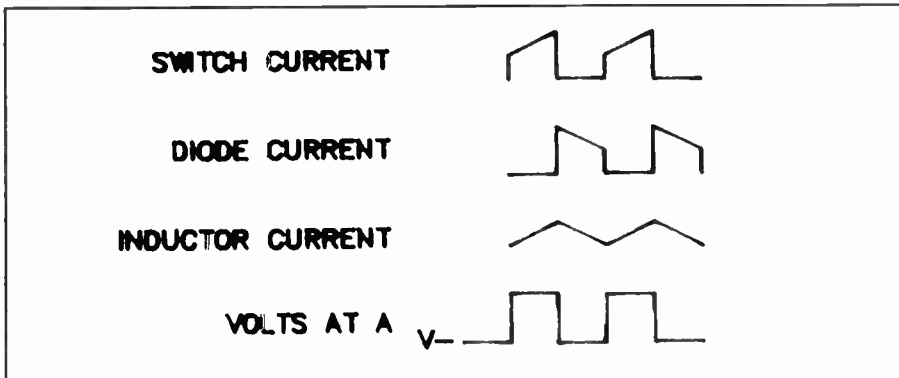 SWITCH CURRENT
DIODE CURRENT
INDUCTOR CURRENT
VOLTS AT A V–